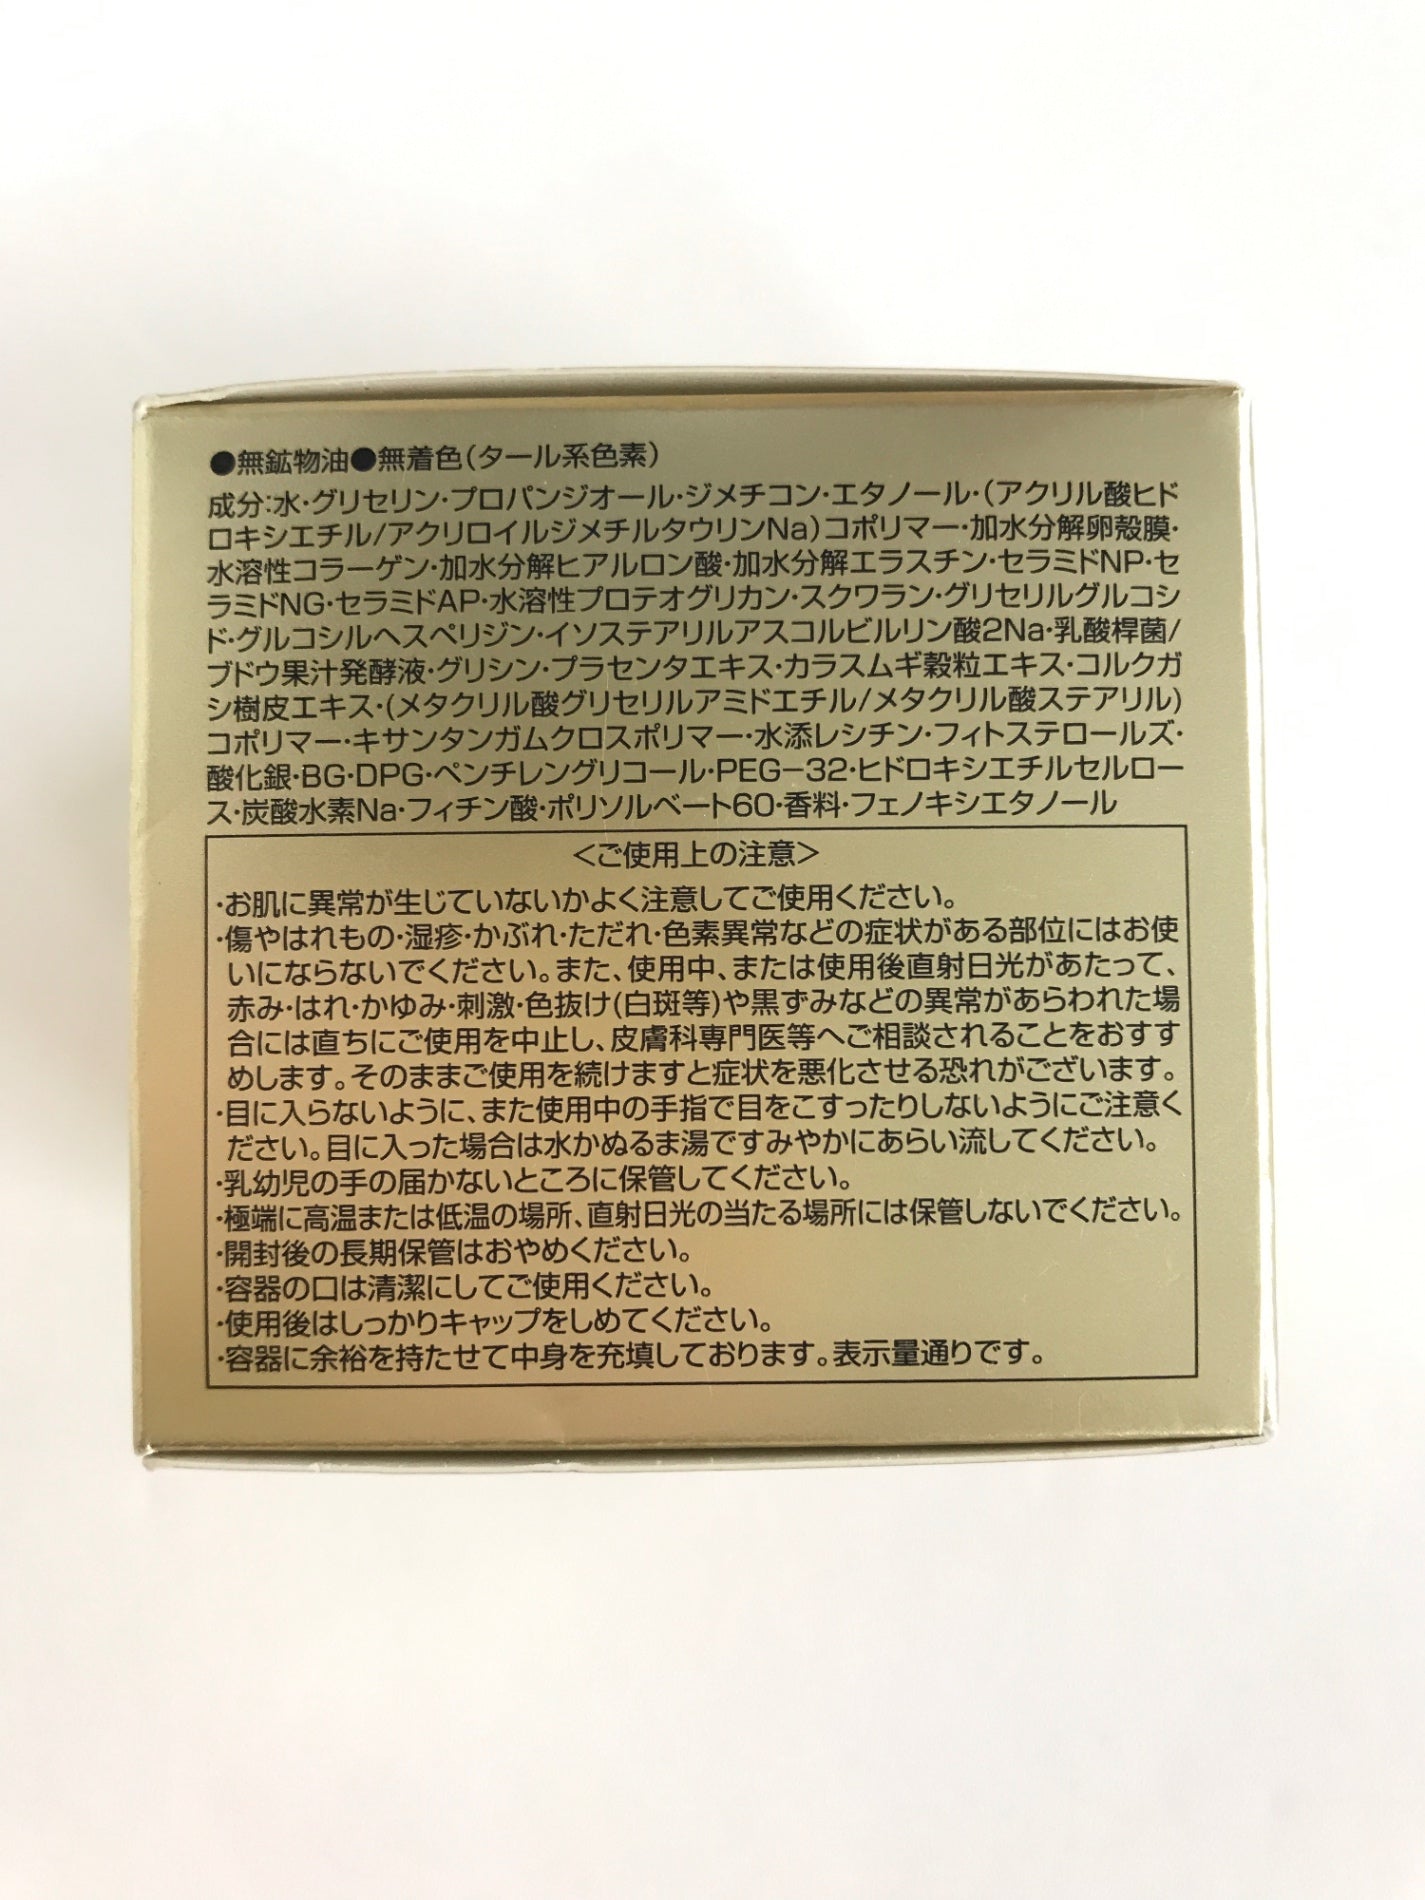 ●無鉱物油●無着色(タール系色素)
成分:水・グリセリン・プロパンジオール・ジメチコン・エタノール・(アクリル酸ヒド
ロキシエチル/アクリロイルジメチルタウリンNa)コポリマー・加水分解卵殻膜・
水溶性コラーゲン・加水分解ヒアルロン酸・加水分解エラスチン・セラミドNP・セ
ラミドNG・セラミドAP・水溶性プロテオグリカン・スクワラン・グリセリルグルコシ
ド・グルコシルヘスペリジン・イソステアリルアスコルビルリン酸2Na・乳酸桿菌/
ブドウ果汁発酵液・グリシン・プラセンタエキス・カラスムギ穀粒エキス・コルクガ
シ樹皮エキス・(メタクリル酸グリセリルアミドエチル/メタクリル酸ステアリル)
コポリマー・キサンタンガムクロスポリマー・水添レシチン・フィトステロールズ・
酸化銀・BG・DPG・ペンチレングリコール・PEG−32・ヒドロキシエチルセルロー
ス・炭酸水素Na・フィチン酸・ポリソルベート60・香料・フェノキシエタノール
<ご使用上の注意>
・お肌に異常が生じていないかよく注意してご使用ください。
・傷やはれもの・湿疹・かぶれ・ただれ・色素異常などの症状がある部位にはお使
いにならないでください。また、使用中、または使用後直射日光があたって、
赤み・はれ・かゆみ・刺激・色抜け(白斑等)や黒ずみなどの異常があらわれた場
合には直ちにご使用を中止し、皮膚科専門医等へご相談されることをおすす
めします。そのままご使用を続けますと症状を悪化させる恐れがございます。
・目に入らないように、また使用中の手指で目をこすったりしないようにご注意く
ださい。目に入った場合は水かぬるま湯ですみやかにあらい流してください。
・乳幼児の手の届かないところに保管してください。
・極端に高温または低温の場所、直射日光の当たる場所には保管しないでください。
・開封後の長期保管はおやめください。
・容器の口は清潔にしてご使用ください。
・使用後はしっかりキャップをしめてください。
・容器に余裕を持たせて中身を充填しております。表示量通りです。